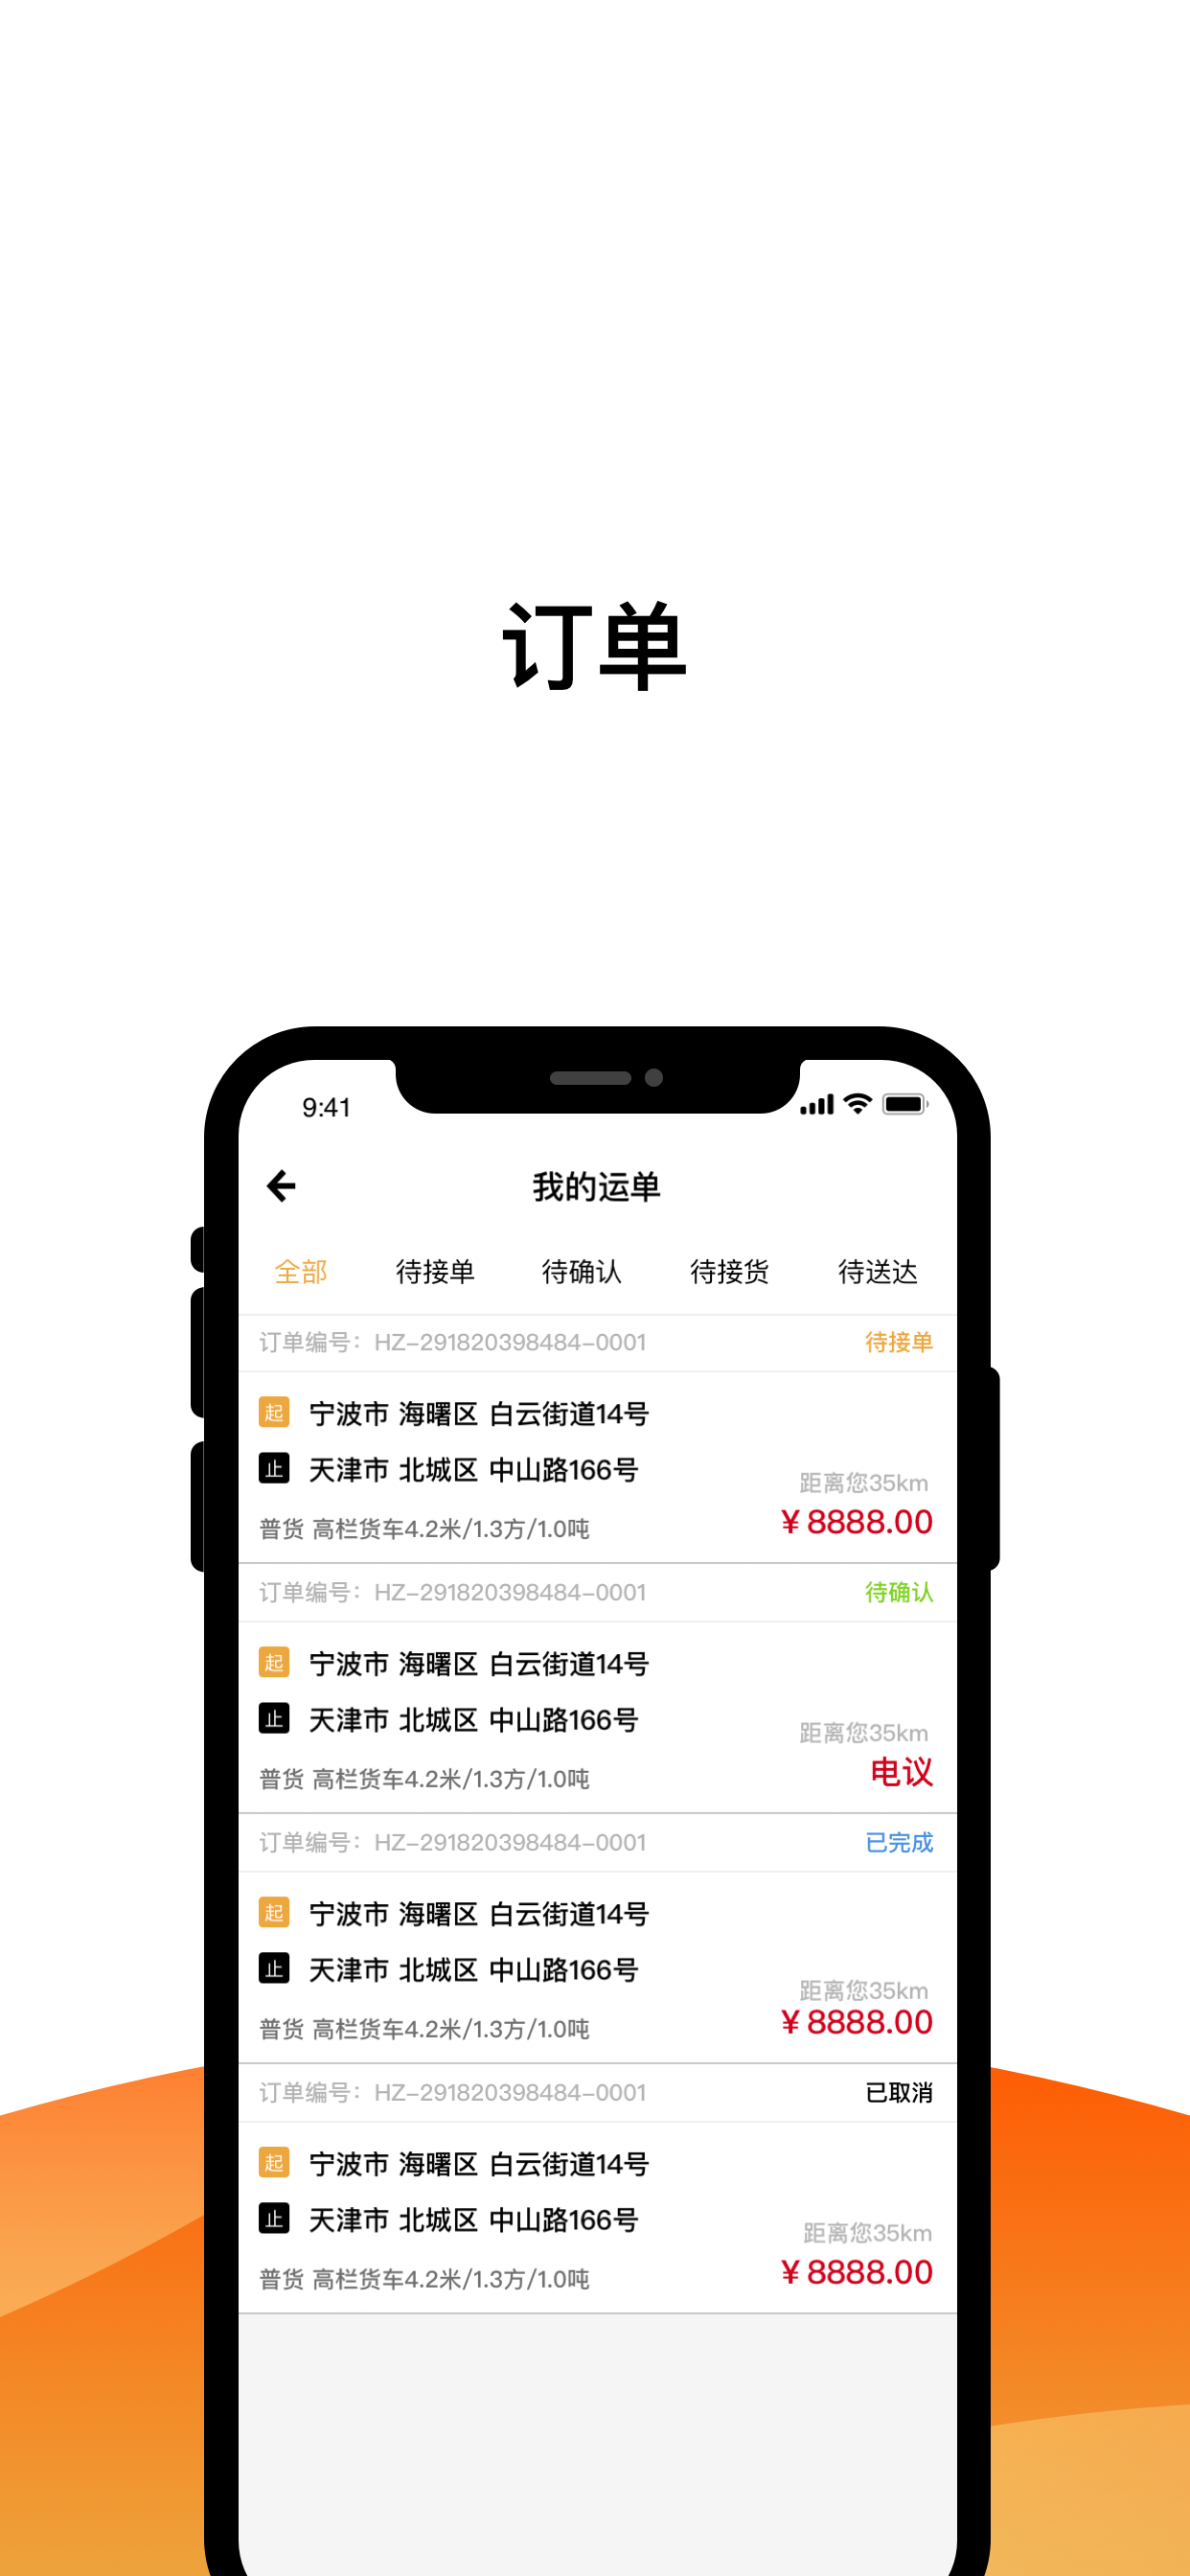 订单
9:41
我的运单
全部 待接单 待确认 待接货 待送达
订单编号：HZ-291820398484-0001 待接单
起 宁波市 海曙区 白云街道14号
止 天津市 北城区 中山路166号
距离您35km
普货 高栏货车4.2米/1.3方/1.0吨 ¥8888.00
订单编号：HZ-291820398484-0001 待确认
起 宁波市 海曙区 白云街道14号
止 天津市 北城区 中山路166号
距离您35km
普货 高栏货车4.2米/1.3方/1.0吨 电议
订单编号：HZ-291820398484-0001 已完成
起 宁波市 海曙区 白云街道14号
止 天津市 北城区 中山路166号
距离您35km
普货 高栏货车4.2米/1.3方/1.0吨 ¥8888.00
订单编号：HZ-291820398484-0001 已取消
起 宁波市 海曙区 白云街道14号
止 天津市 北城区 中山路166号
距离您35km
普货 高栏货车4.2米/1.3方/1.0吨 ¥8888.00